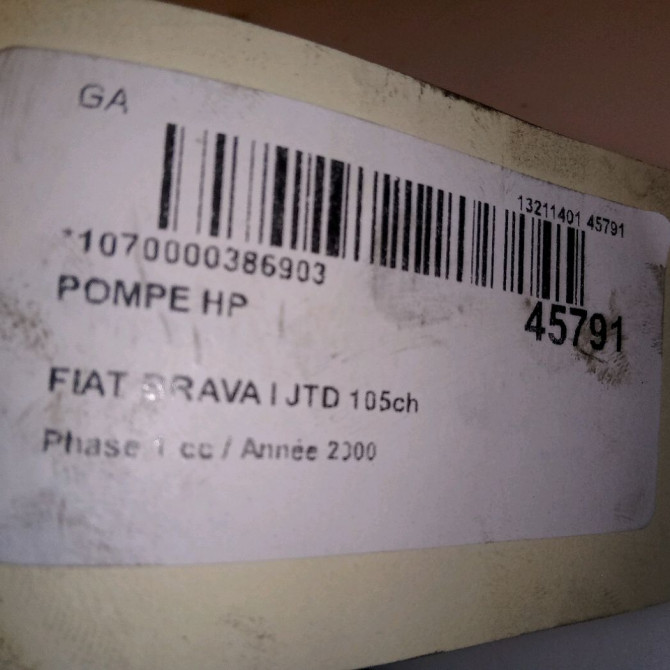 GA
13211401 45791
*1070000386903
POMPE HP
45791
FIAT BRAVA I JTD 105ch
Phase 1 cc / Année 2000